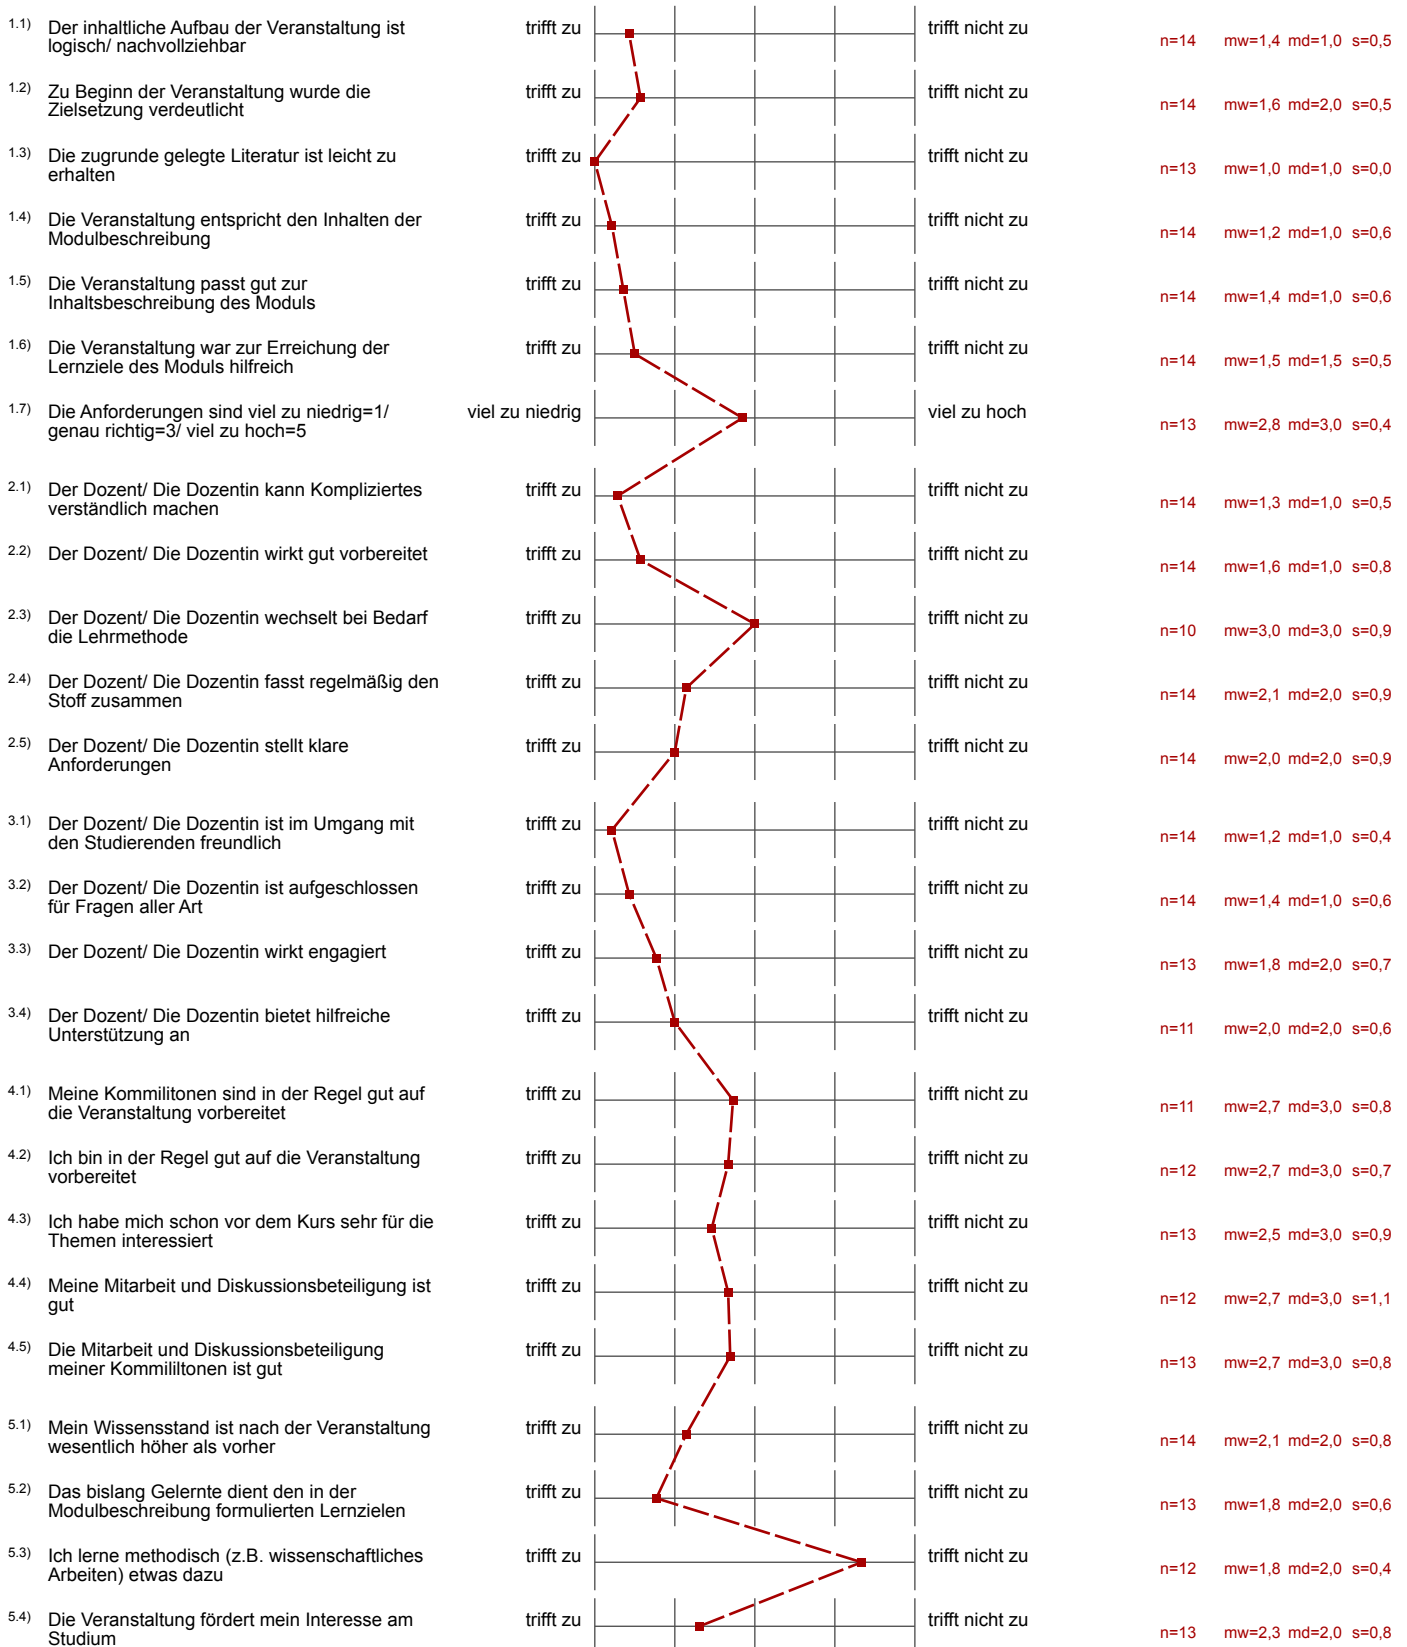 1.1) Der inhaltliche Aufbau der Veranstaltung ist trifft zu trifft nicht zu
logisch/ nachvollziehbar n=14 mw=1,4 md=1,0 s=0,5
1.2) Zu Beginn der Veranstaltung wurde die trifft zu trifft nicht zu
Zielsetzung verdeutlicht n=14 mw=1,6 md=2,0 s=0,5
1.3) Die zugrunde gelegte Literatur ist leicht zu trifft zu trifft nicht zu
erhalten n=13 mw=1,0 md=1,0 s=0,0
1.4) Die Veranstaltung entspricht den Inhalten der trifft zu trifft nicht zu
Modulbeschreibung n=14 mw=1,2 md=1,0 s=0,6
1.5) Die Veranstaltung passt gut zur trifft zu trifft nicht zu
Inhaltsbeschreibung des Moduls n=14 mw=1,4 md=1,0 s=0,6
1.6) Die Veranstaltung war zur Erreichung der trifft zu trifft nicht zu
Lernziele des Moduls hilfreich n=14 mw=1,5 md=1,5 s=0,5
1.7) Die Anforderungen sind viel zu niedrig=1/ viel zu niedrig viel zu hoch
genau richtig=3/ viel zu hoch=5 n=13 mw=2,8 md=3,0 s=0,4
2.1) Der Dozent/ Die Dozentin kann Kompliziertes trifft zu trifft nicht zu
verständlich machen n=14 mw=1,3 md=1,0 s=0,5
2.2) Der Dozent/ Die Dozentin wirkt gut vorbereitet trifft zu trifft nicht zu
n=14 mw=1,6 md=1,0 s=0,8
2.3) Der Dozent/ Die Dozentin wechselt bei Bedarf trifft zu trifft nicht zu
die Lehrmethode n=10 mw=3,0 md=3,0 s=0,9
2.4) Der Dozent/ Die Dozentin fasst regelmäßig den trifft zu trifft nicht zu
Stoff zusammen n=14 mw=2,1 md=2,0 s=0,9
2.5) Der Dozent/ Die Dozentin stellt klare trifft zu trifft nicht zu
Anforderungen n=14 mw=2,0 md=2,0 s=0,9
3.1) Der Dozent/ Die Dozentin ist im Umgang mit trifft zu trifft nicht zu
den Studierenden freundlich n=14 mw=1,2 md=1,0 s=0,4
3.2) Der Dozent/ Die Dozentin ist aufgeschlossen trifft zu trifft nicht zu
für Fragen aller Art n=14 mw=1,4 md=1,0 s=0,6
3.3) Der Dozent/ Die Dozentin wirkt engagiert trifft zu trifft nicht zu
n=13 mw=1,8 md=2,0 s=0,7
3.4) Der Dozent/ Die Dozentin bietet hilfreiche trifft zu trifft nicht zu
Unterstützung an n=11 mw=2,0 md=2,0 s=0,6
4.1) Meine Kommilitonen sind in der Regel gut auf trifft zu trifft nicht zu
die Veranstaltung vorbereitet n=11 mw=2,7 md=3,0 s=0,8
4.2) Ich bin in der Regel gut auf die Veranstaltung trifft zu trifft nicht zu
vorbereitet n=12 mw=2,7 md=3,0 s=0,7
4.3) Ich habe mich schon vor dem Kurs sehr für die trifft zu trifft nicht zu
Themen interessiert n=13 mw=2,5 md=3,0 s=0,9
4.4) Meine Mitarbeit und Diskussionsbeteiligung ist trifft zu trifft nicht zu
gut n=12 mw=2,7 md=3,0 s=1,1
4.5) Die Mitarbeit und Diskussionsbeteiligung trifft zu trifft nicht zu
meiner Kommililtonen ist gut n=13 mw=2,7 md=3,0 s=0,8
5.1) Mein Wissensstand ist nach der Veranstaltung trifft zu trifft nicht zu
wesentlich höher als vorher n=14 mw=2,1 md=2,0 s=0,8
5.2) Das bislang Gelernte dient den in der trifft zu trifft nicht zu
Modulbeschreibung formulierten Lernzielen n=13 mw=1,8 md=2,0 s=0,6
5.3) Ich lerne methodisch (z.B. wissenschaftliches trifft zu trifft nicht zu
Arbeiten) etwas dazu n=12 mw=1,8 md=2,0 s=0,4
5.4) Die Veranstaltung fördert mein Interesse am trifft zu trifft nicht zu
Studium n=13 mw=2,3 md=2,0 s=0,8